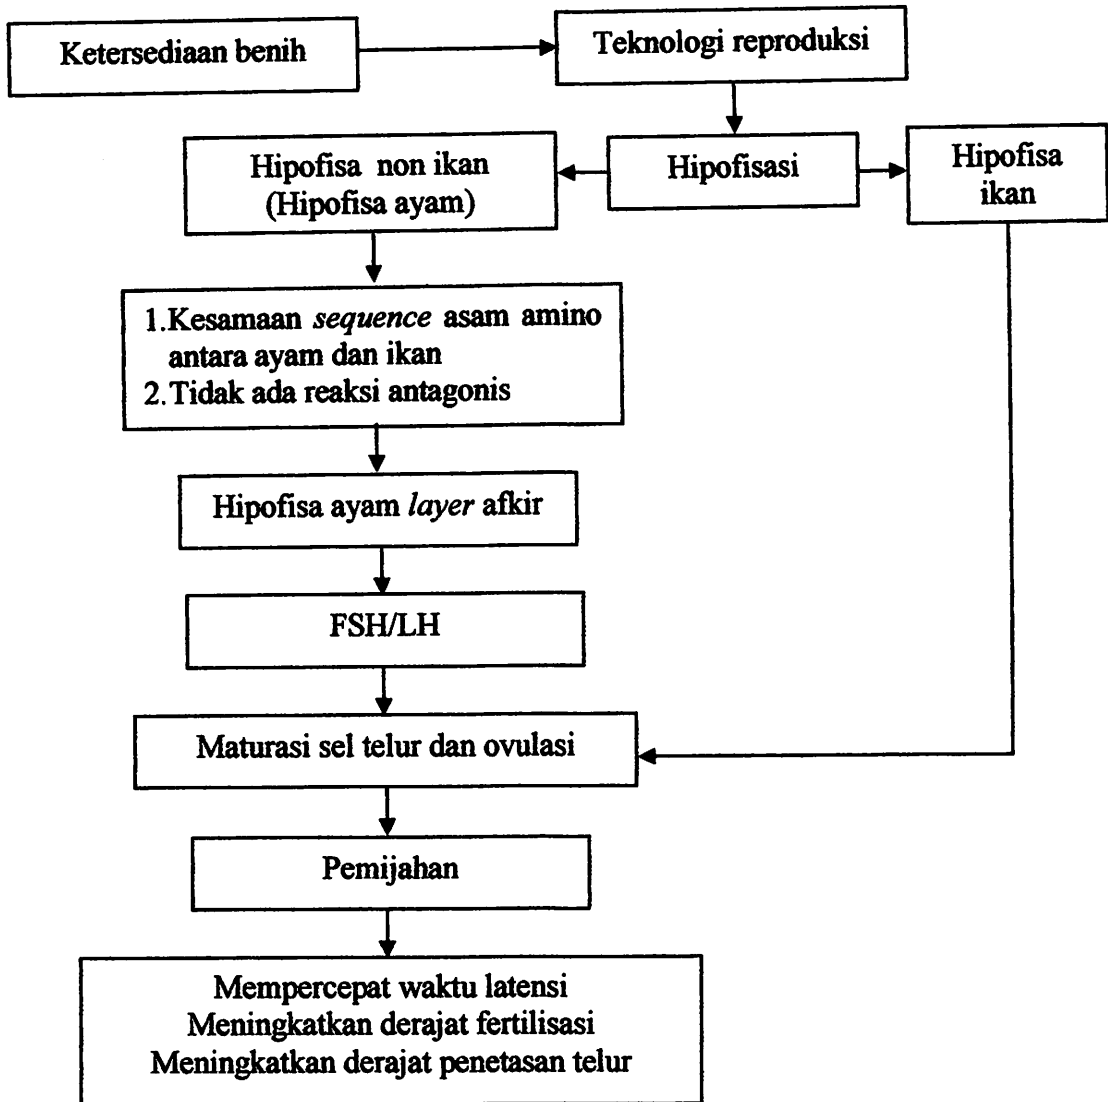 Ketersediaan benih
Teknologi reproduksi
Hipofisa non ikan
(Hipofisa ayam)
Hipofisasi
Hipofisa
ikan
1.Kesamaan sequence asam amino
antara ayam dan ikan
2.Tidak ada reaksi antagonis
Hipofisa ayam layer afkir
FSH/LH
Maturasi sel telur dan ovulasi
Pemijahan
Mempercepat waktu latensi
Meningkatkan derajat fertilisasi
Meningkatkan derajat penetasan telur